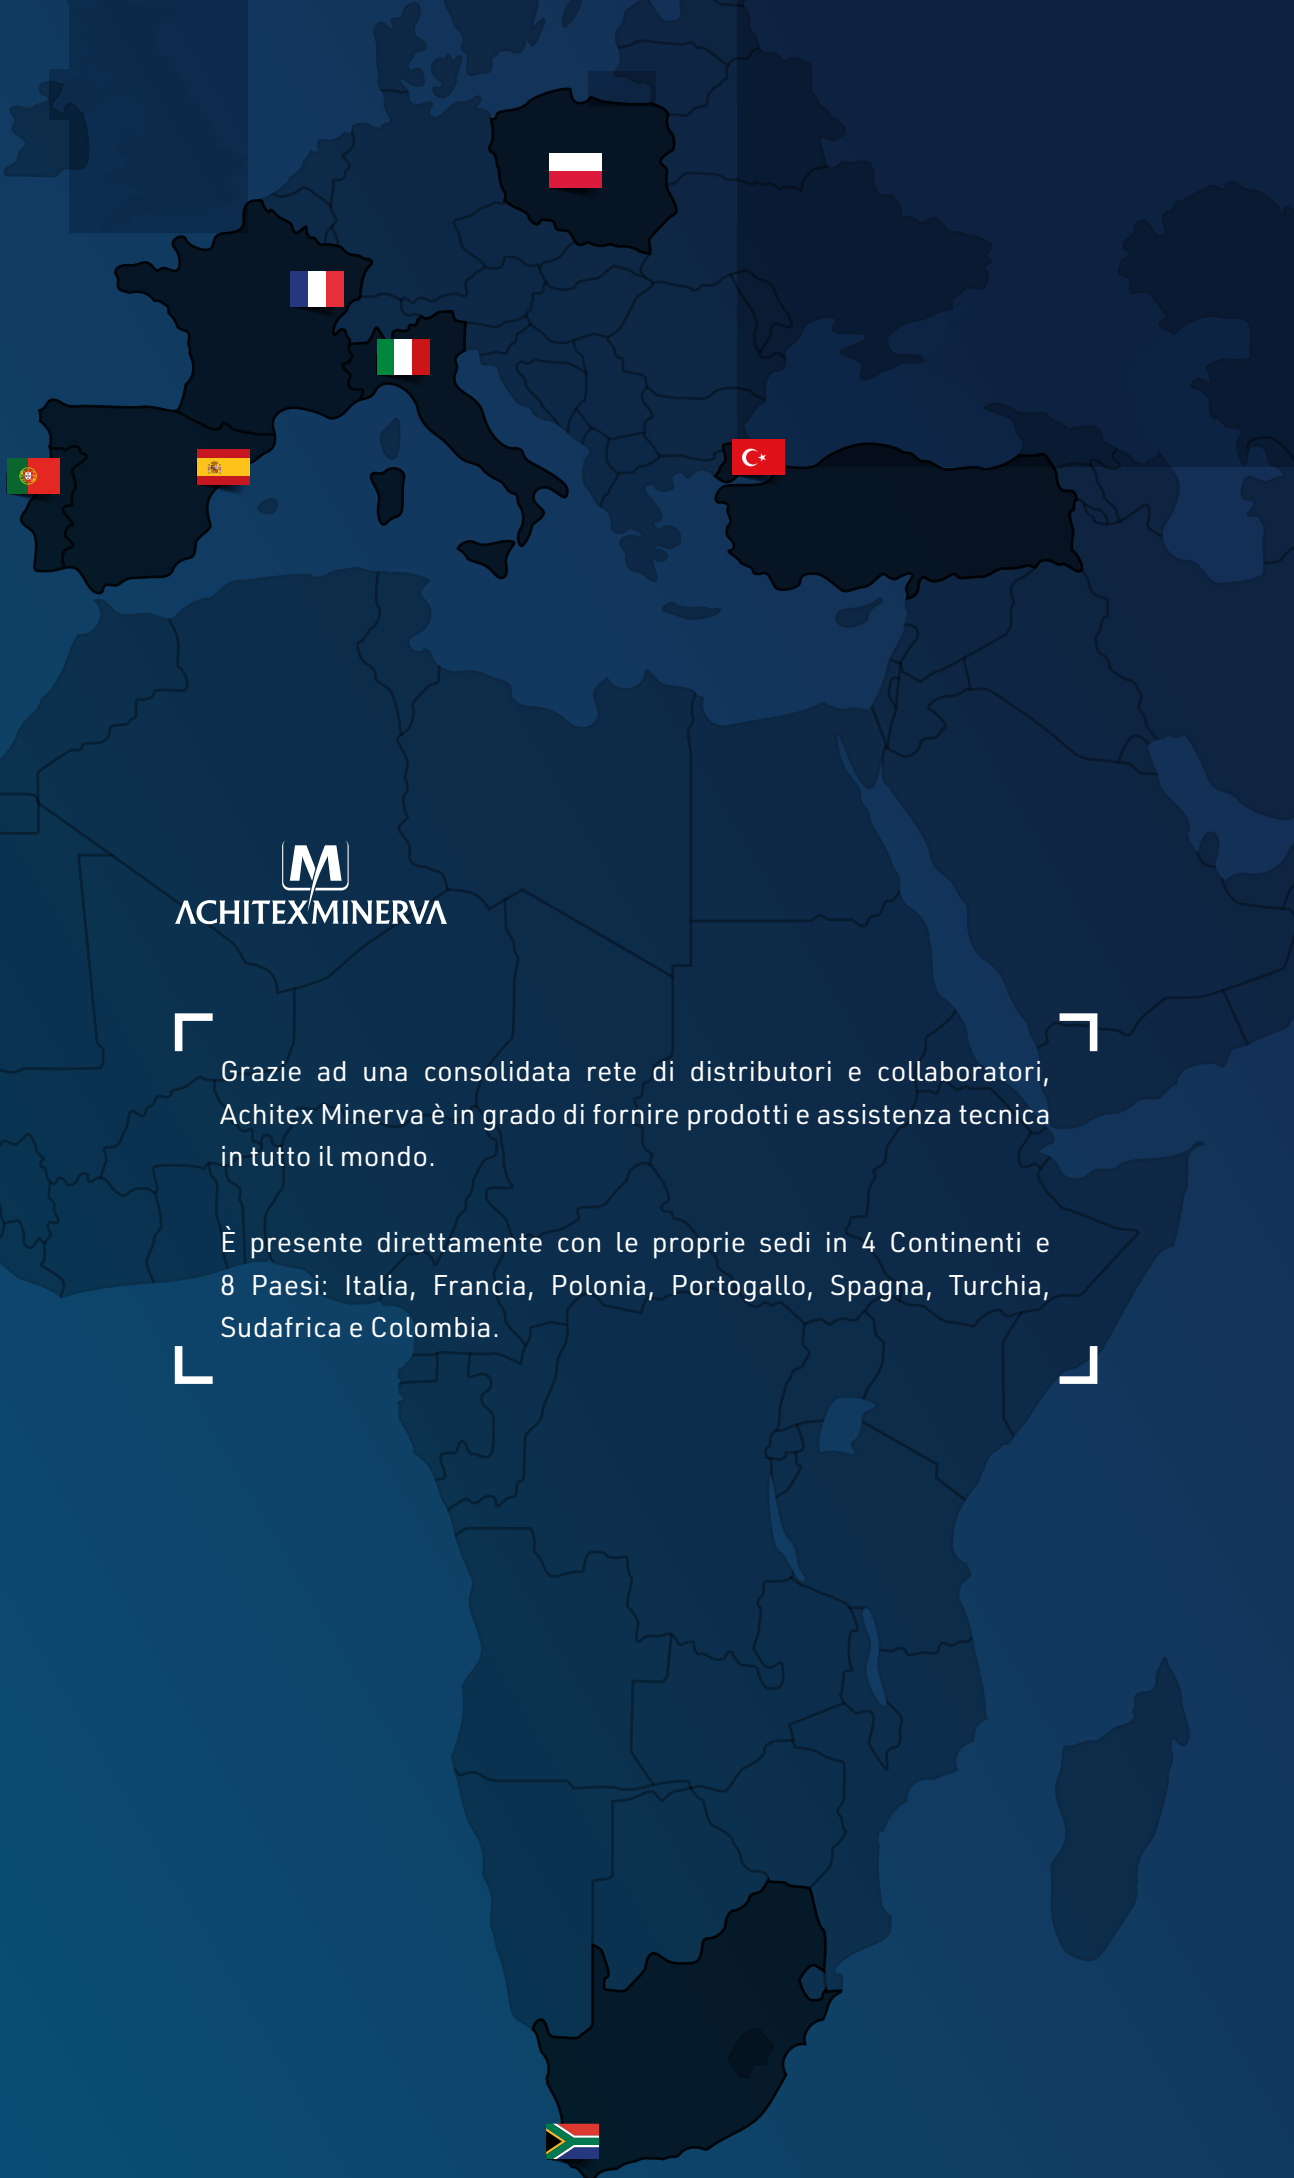 M
ACHITEX MINERVA
Grazie ad una consolidata rete di distributori e collaboratori,
Achitex Minerva è in grado di fornire prodotti e assistenza tecnica
in tutto il mondo.
È presente direttamente con le proprie sedi in 4 Continenti e
8 Paesi: Italia, Francia, Polonia, Portogallo, Spagna, Turchia,
Sudafrica e Colombia.